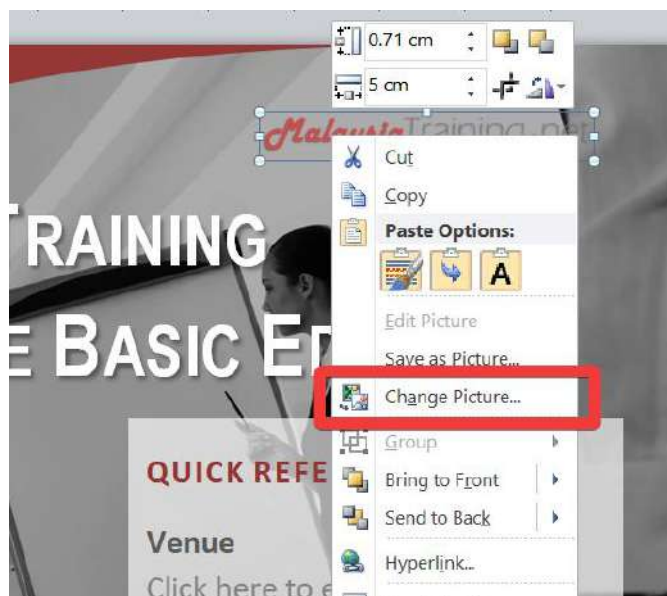 0.71 cm
5 cm
MalaysiaTraining.net
Cut
Copy
Paste Options:
A
Edit Picture
Save as Picture...
Change Picture...
Group
Bring to Front
Send to Back
Hyperlink...
TRAINING
E BASIC E
QUICK REFE
Venue
Click here to e